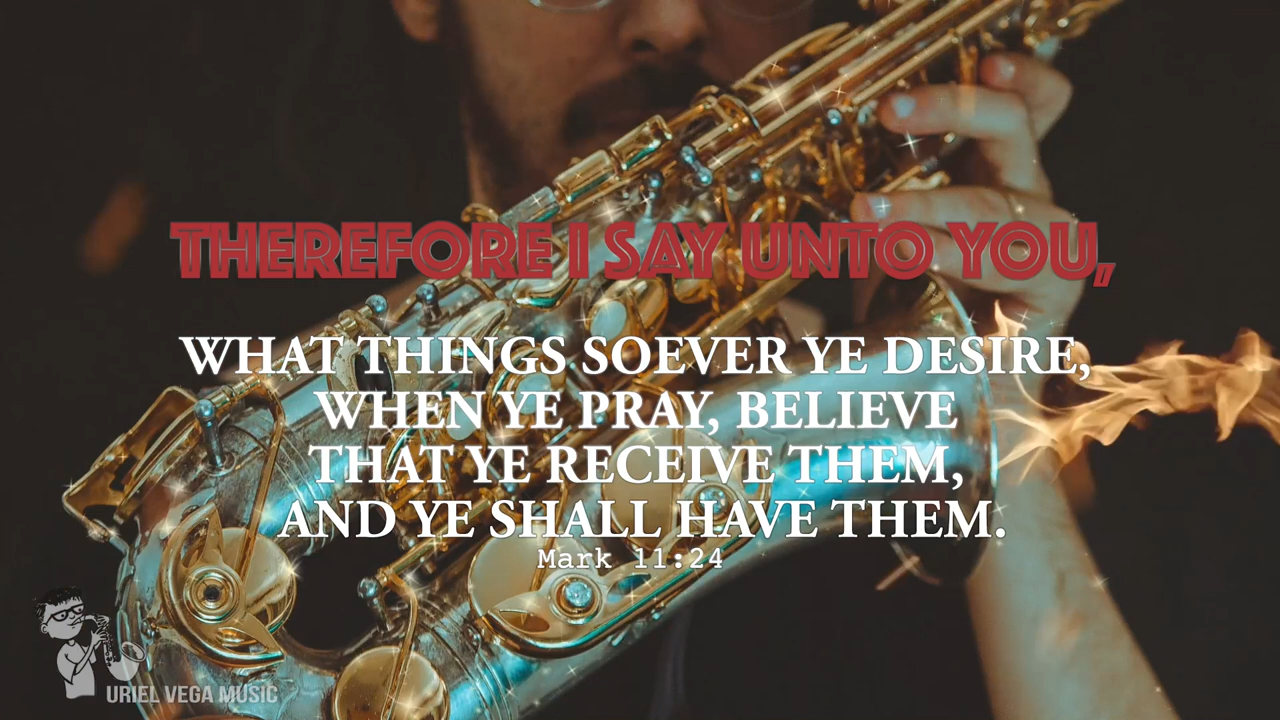 THEREFORE I SAY UNTO YOU,
WHAT THINGS SOEVER YE DESIRE,
WHEN YE PRAY, BELIEVE
THAT YE RECEIVE THEM,
AND YE SHALL HAVE THEM.
Mark 11:24
URIEL VEGA MUSIC